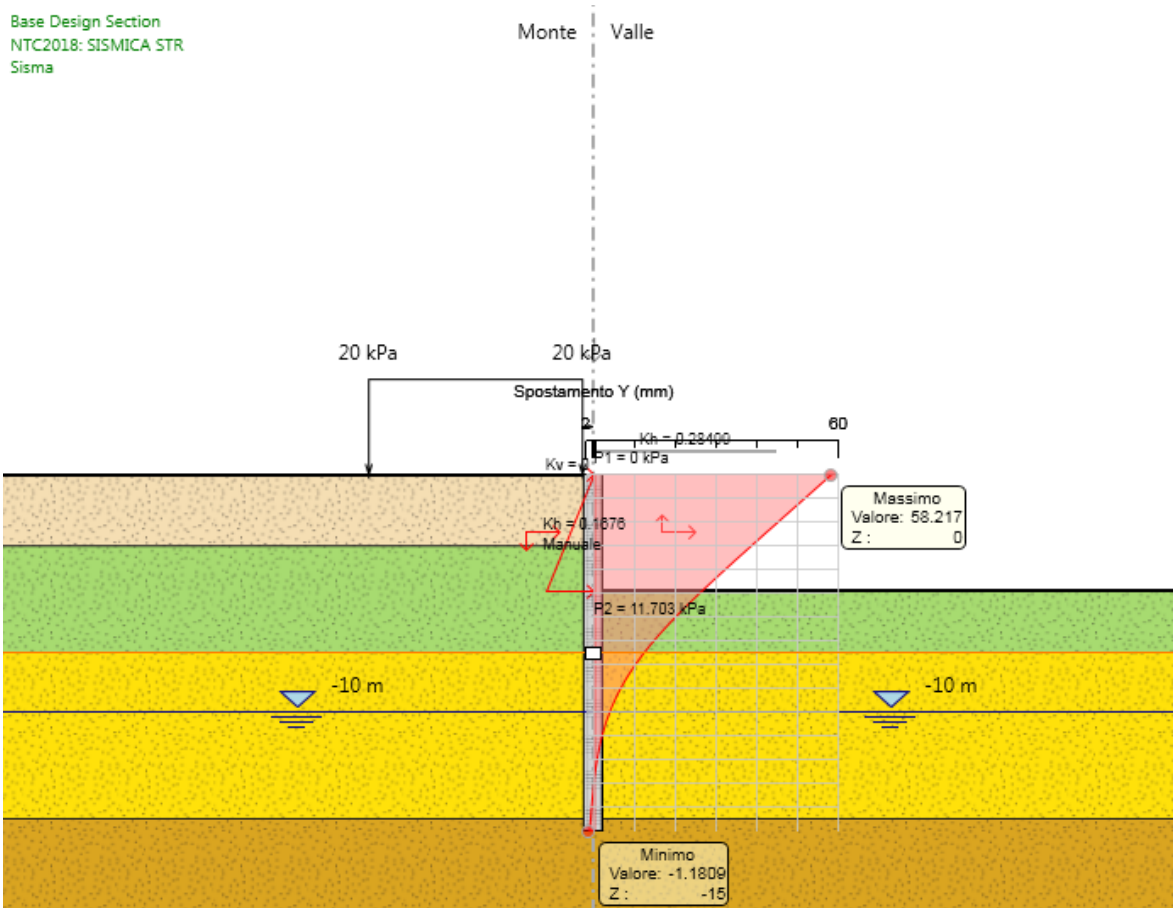 Base Design Section
NTC2018: SISMICA STR
Sisma
Monte
Valle
20 kPa
20 kPa
Spostamento Y (mm)
2
60
Kh = 0.28400
Kv = 0
P1 = 0 kPa
Kh = 0.1676
Manuale
Massimo
Valore: 58.217
Z : 0
P2 = 11.703 kPa
-10 m
-10 m
Minimo
Valore: -1.1809
Z : -15